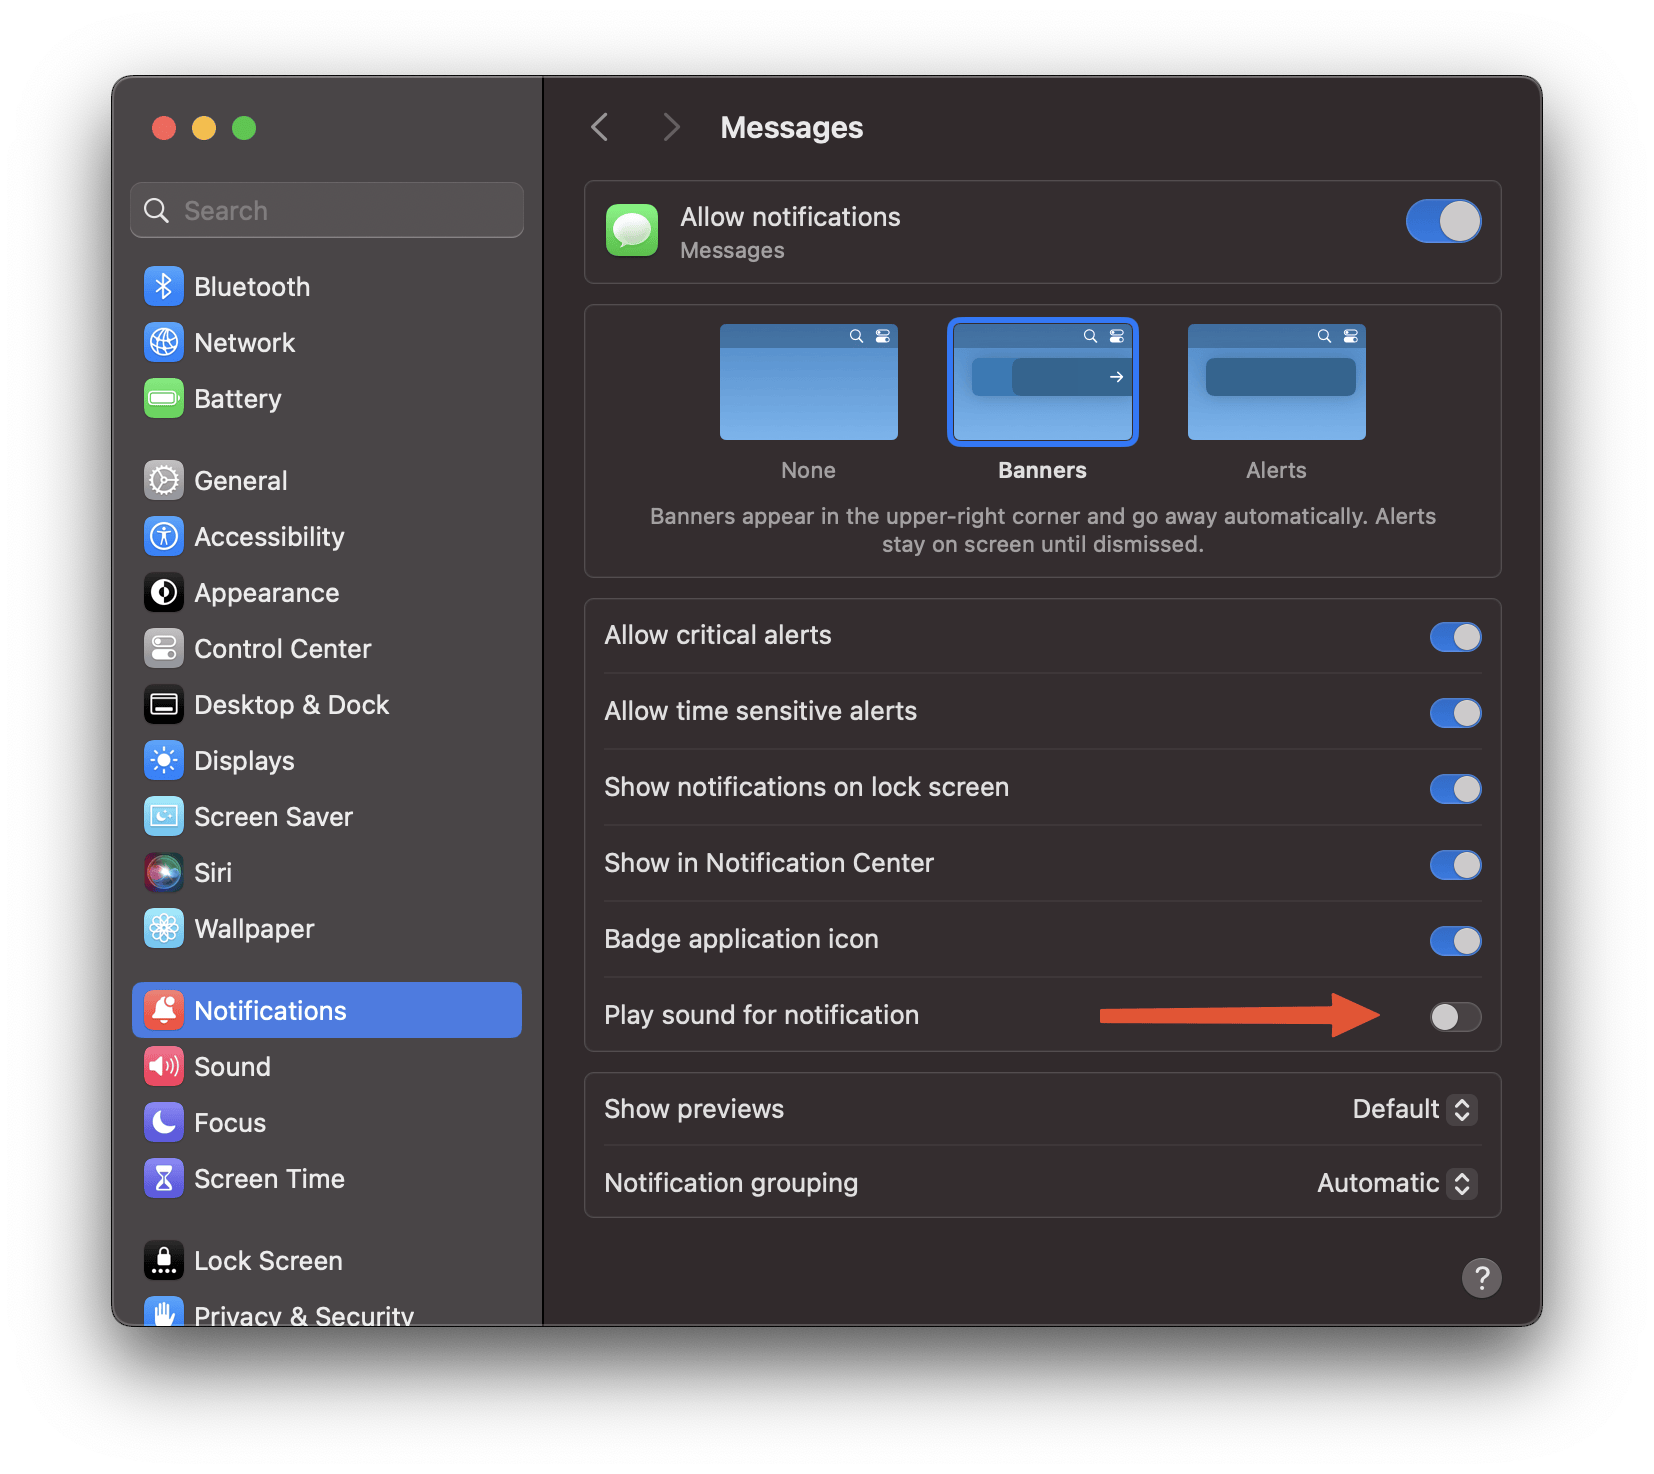 Search
Bluetooth
Network
Battery
General
Accessibility
Appearance
Control Center
Desktop & Dock
Displays
Screen Saver
Siri
Wallpaper
Notifications
Sound
Focus
Screen Time
Lock Screen
Privacy & Security
Messages
Allow notifications
Messages
None
Banners
Alerts
Banners appear in the upper-right corner and go away automatically. Alerts
stay on screen until dismissed.
Allow critical alerts
Allow time sensitive alerts
Show notifications on lock screen
Show in Notification Center
Badge application icon
Play sound for notification
Show previews Default
Notification grouping Automatic
?